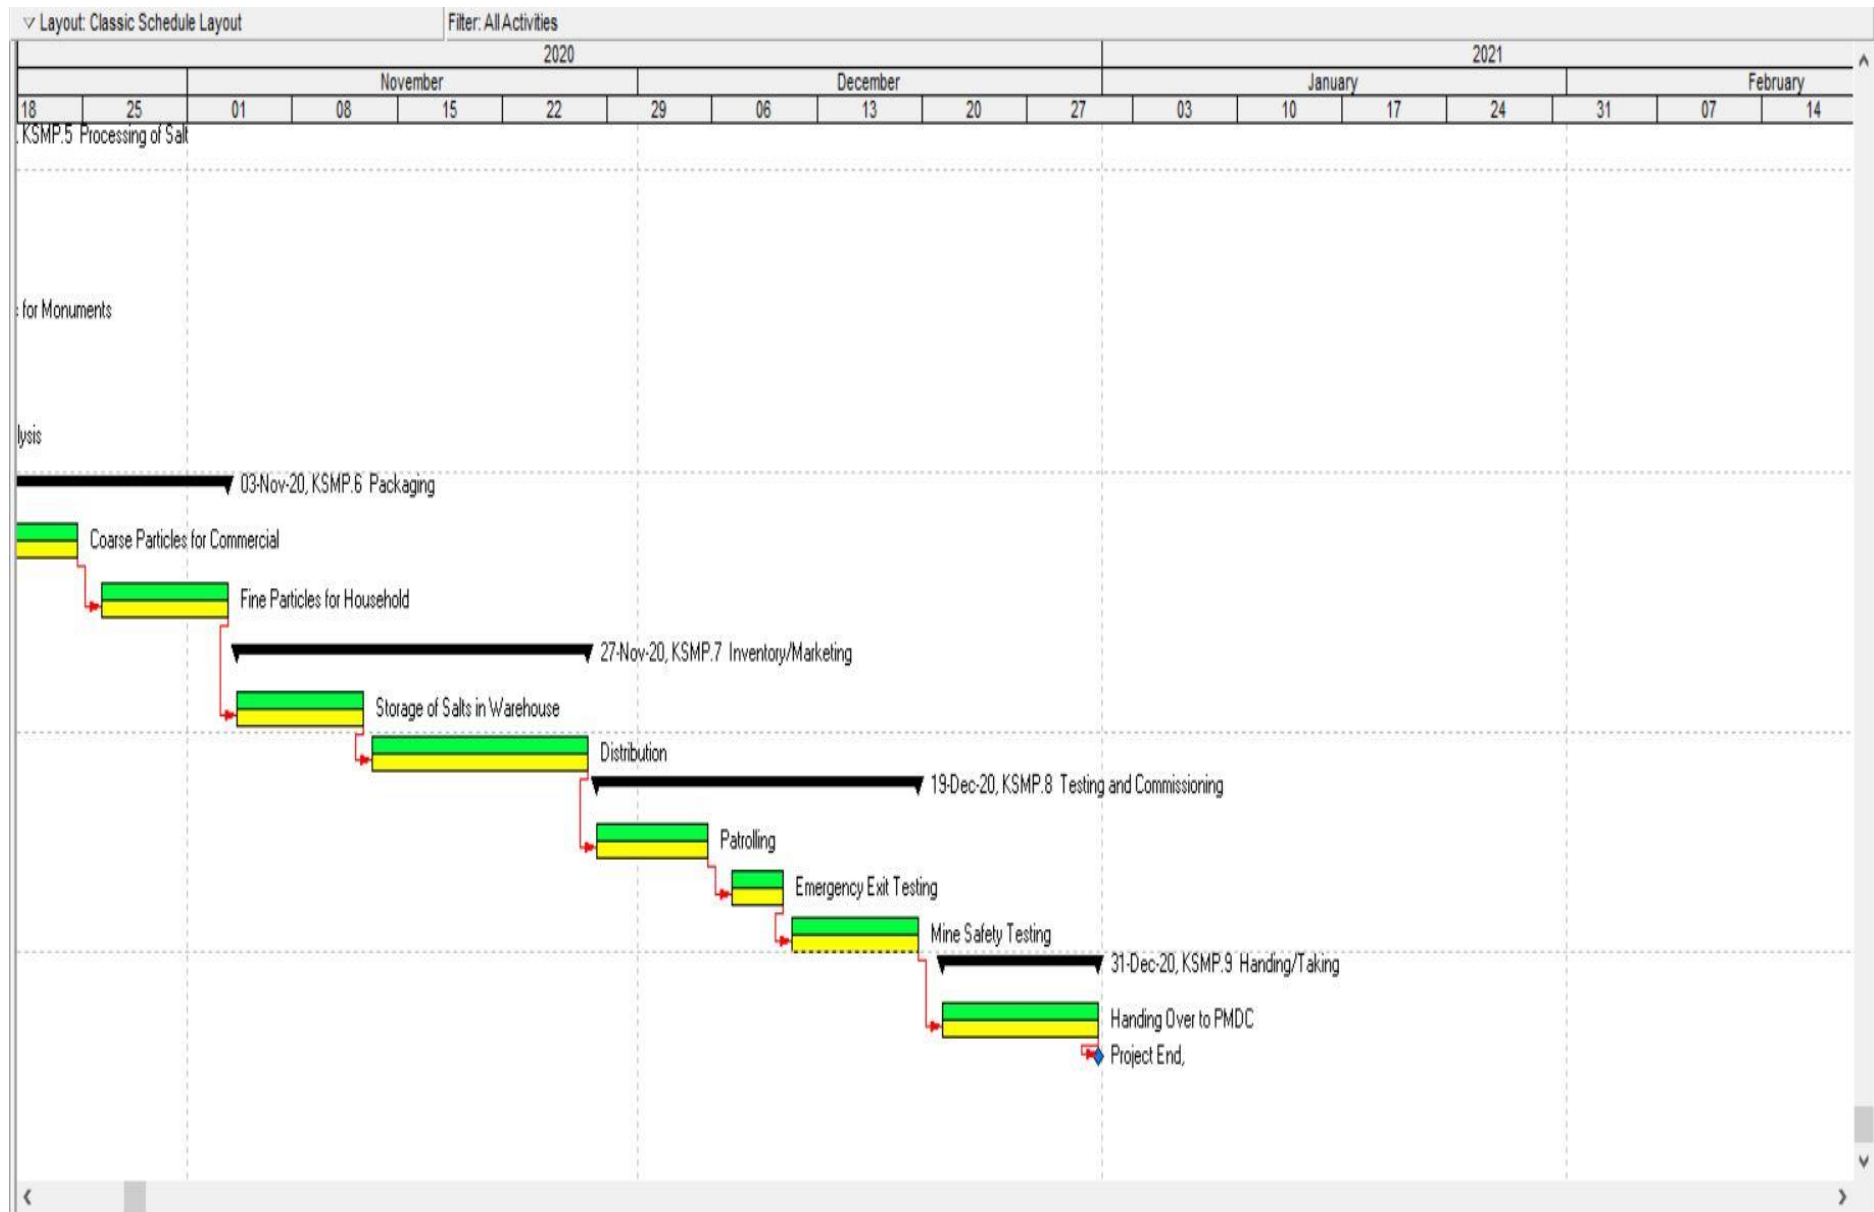 Layout: Classic Schedule Layout Filter: All Activities
2020 2021
November December January February
18 25 01 08 15 22 29 06 13 20 27 03 10 17 24 31 07 14
KSMP.5 Processing of Salt
for Monuments
lysis
03-Nov-20, KSMP.6 Packaging
Coarse Particles for Commercial
Fine Particles for Household
27-Nov-20, KSMP.7 Inventory/Marketing
Storage of Salts in Warehouse
Distribution
19-Dec-20, KSMP.8 Testing and Commissioning
Patrolling
Emergency Exit Testing
Mine Safety Testing
31-Dec-20, KSMP.9 Handing/Taking
Handing Over to PMDC
Project End,